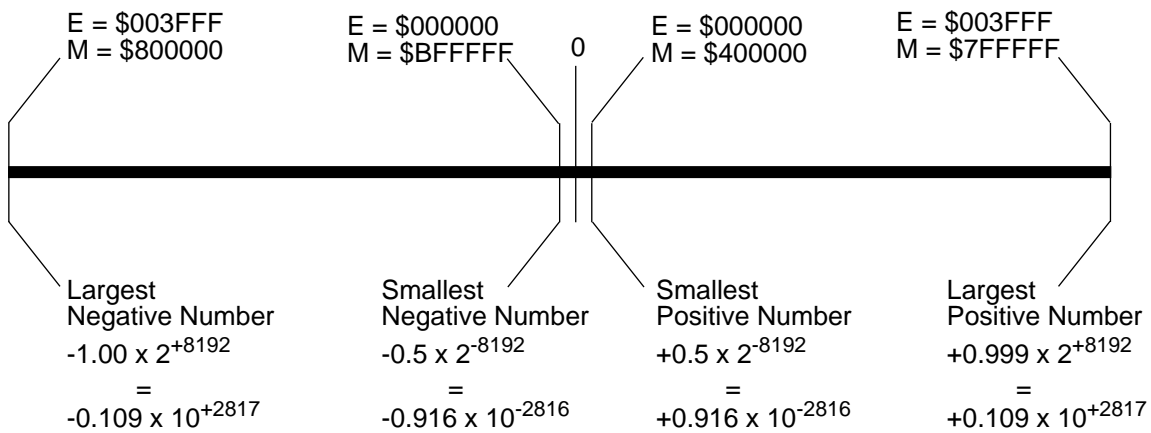 E = $003FFF
M = $800000
E = $000000
M = $BFFFFF
0
E = $000000
M = $400000
E = $003FFF
M = $7FFFFF
Largest
Negative Number
-1.00 x 2+8192
=
-0.109 x 10+2817
Smallest
Negative Number
-0.5 x 2-8192
=
-0.916 x 10-2816
Smallest
Positive Number
+0.5 x 2-8192
=
+0.916 x 10-2816
Largest
Positive Number
+0.999 x 2+8192
=
+0.109 x 10+2817